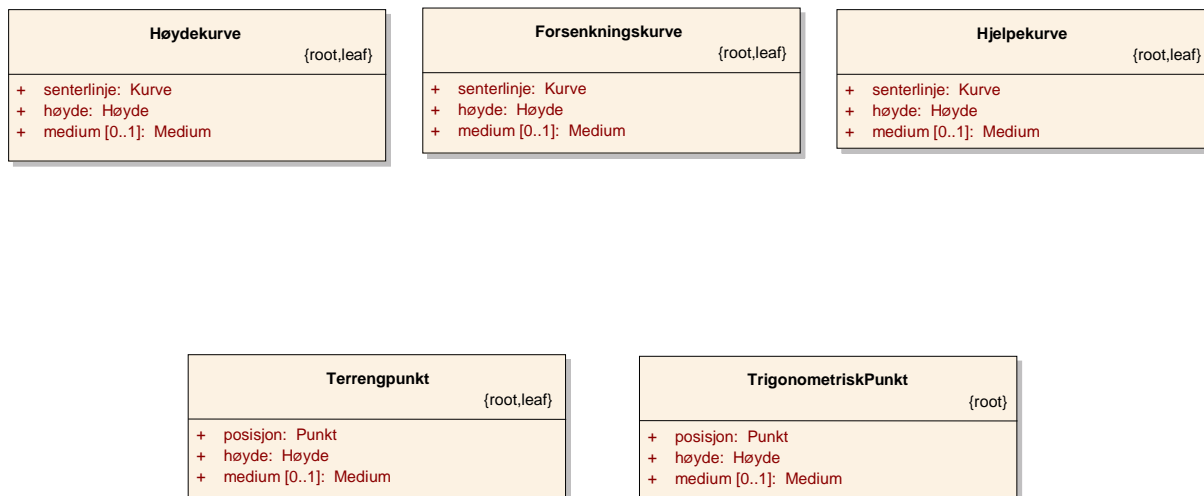 Høydekurve
{root,leaf}
+ senterlinje: Kurve
+ høyde: Høyde
+ medium [0..1]: Medium
Forsenkningskurve
{root,leaf}
+ senterlinje: Kurve
+ høyde: Høyde
+ medium [0..1]: Medium
Hjelpekurve
{root,leaf}
+ senterlinje: Kurve
+ høyde: Høyde
+ medium [0..1]: Medium
Terrengpunkt
{root,leaf}
+ posisjon: Punkt
+ høyde: Høyde
+ medium [0..1]: Medium
TrigonometriskPunkt
{root}
+ posisjon: Punkt
+ høyde: Høyde
+ medium [0..1]: Medium